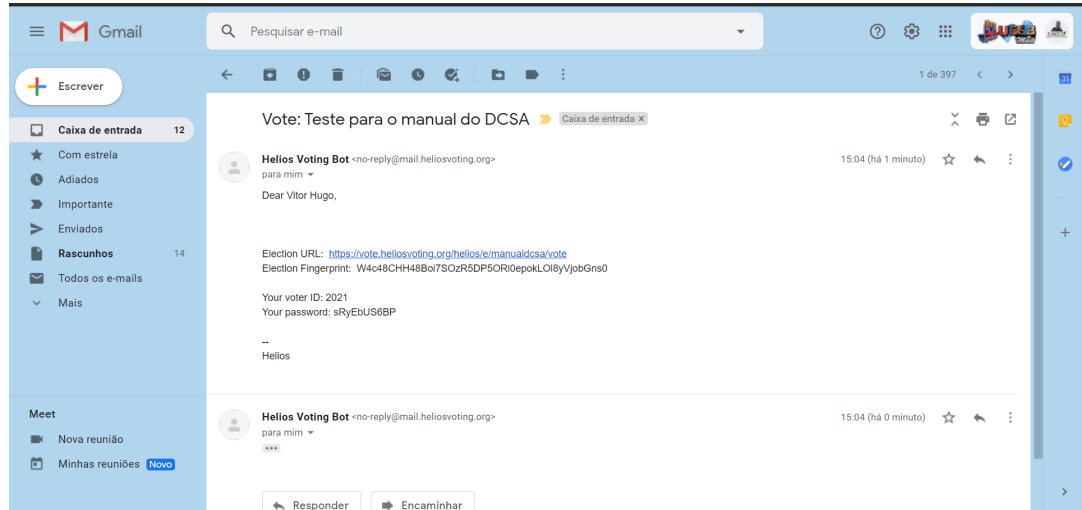 Gmail
Pesquisar e-mail
Escrever
1 de 397
Caixa de entrada 12
Com estrela
Adiados
Importante
Enviados
Rascunhos 14
Todos os e-mails
Mais
Vote: Teste para o manual do DCSA Caixa de entrada x
Helios Voting Bot <no-reply@mail.heliosvoting.org> 15:04 (há 1 minuto)
para mim
Dear Vitor Hugo,
Election URL: https://vote.heliosvoting.org/helios/e/manualdcsa/vote
Election Fingerprint: W4c48CHH48Boi7SOzR5DP5ORl0epokLOl8yVjobGns0
Your voter ID: 2021
Your password: sRyEbUS6BP
--
Helios
Helios Voting Bot <no-reply@mail.heliosvoting.org> 15:04 (há 0 minuto)
para mim
•••
Responder Encaminhar
Meet
Nova reunião
Minhas reuniões Novo
31